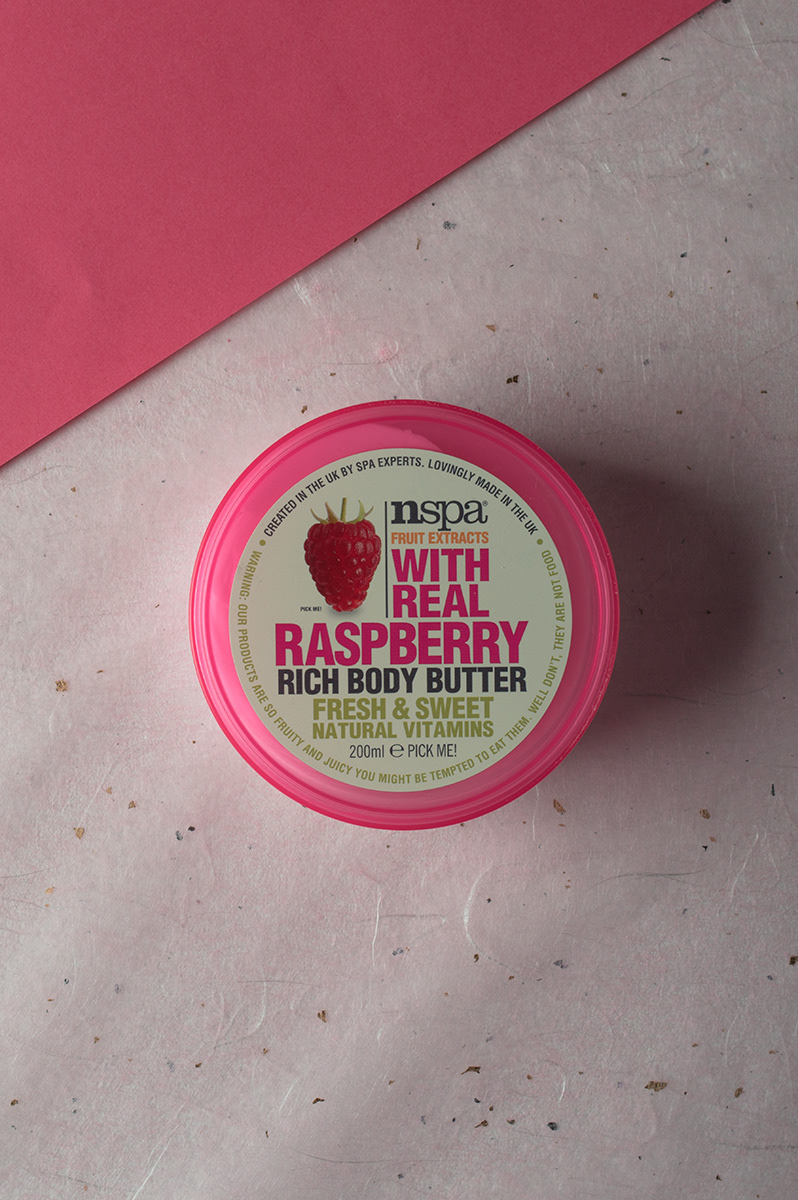 CREATED IN THE UK BY SPA EXPERTS. LOVINGLY MADE IN THE UK
nspa®
FRUIT EXTRACTS
WITH
REAL
PICK ME!
RASPBERRY
RICH BODY BUTTER
FRESH & SWEET
NATURAL VITAMINS
200ml ℮ PICK ME!
• WARNING: OUR PRODUCTS ARE SO FRUITY AND JUICY YOU MIGHT BE TEMPTED TO EAT THEM. WELL DON'T, THEY ARE NOT FOOD •